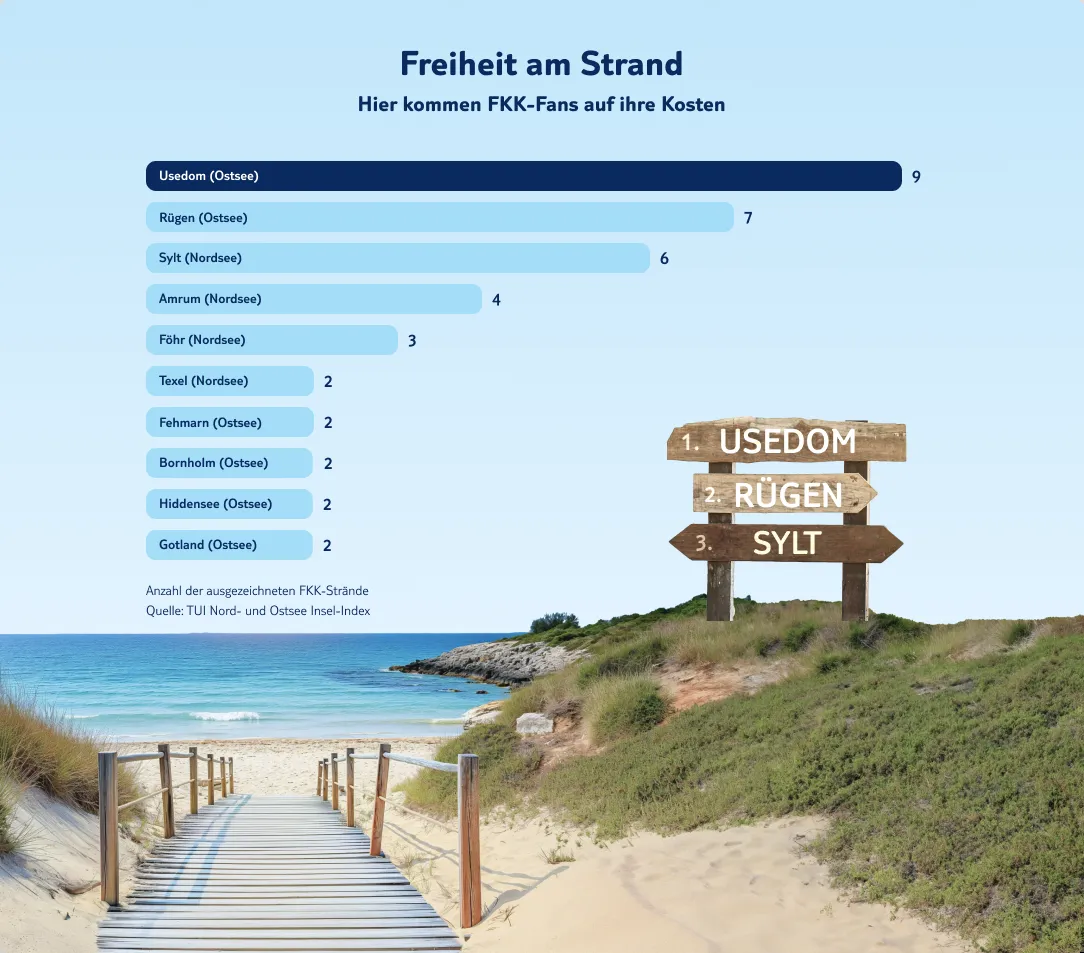 Freiheit am Strand
Hier kommen FKK-Fans auf ihre Kosten
Usedom (Ostsee) 9
Rügen (Ostsee) 7
Sylt (Nordsee) 6
Amrum (Nordsee) 4
Föhr (Nordsee) 3
Texel (Nordsee) 2
Fehmarn (Ostsee) 2
Bornholm (Ostsee) 2
Hiddensee (Ostsee) 2
Gotland (Ostsee) 2
1. USEDOM
2. RÜGEN
3. SYLT
Anzahl der ausgezeichneten FKK-Strände
Quelle: TUI Nord- und Ostsee Insel-Index